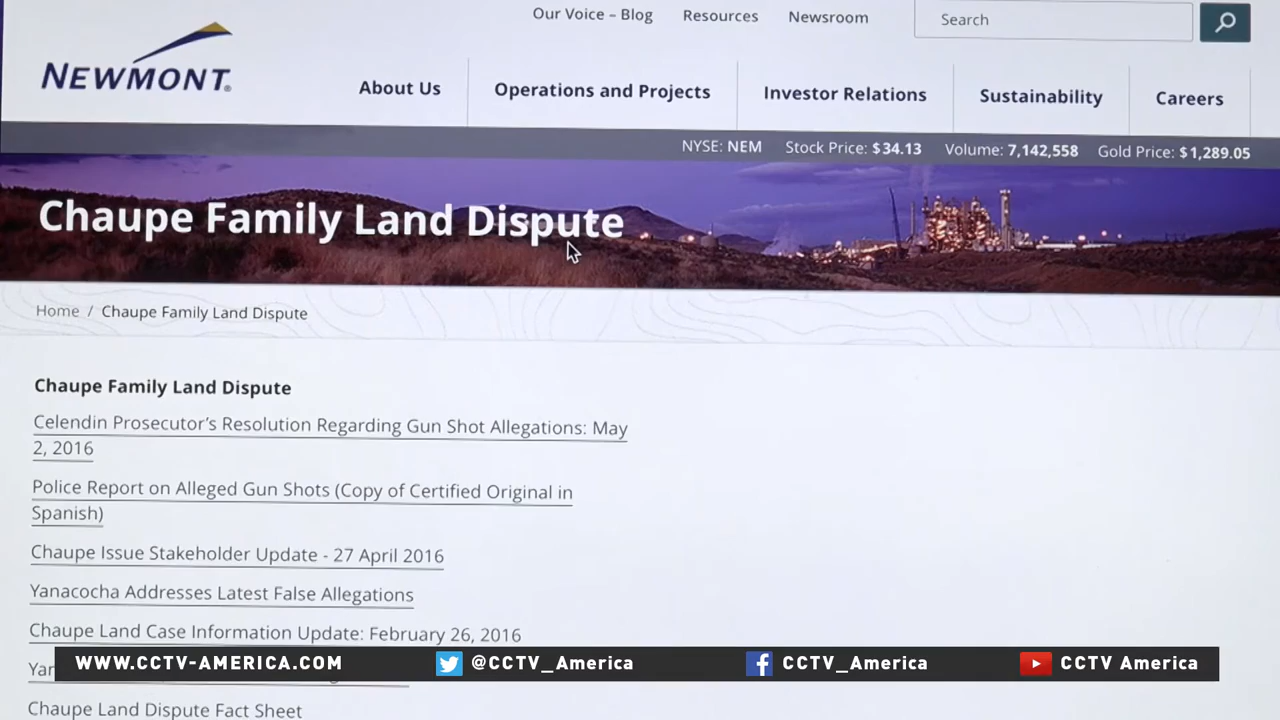 Our Voice – Blog Resources Newsroom Search
NEWMONT®
About Us Operations and Projects Investor Relations Sustainability Careers
NYSE: NEM Stock Price: $34.13 Volume: 7,142,558 Gold Price: $1,289.05
Chaupe Family Land Dispute
Home / Chaupe Family Land Dispute
Chaupe Family Land Dispute
Celendin Prosecutor's Resolution Regarding Gun Shot Allegations: May
2, 2016
Police Report on Alleged Gun Shots (Copy of Certified Original in
Spanish)
Chaupe Issue Stakeholder Update - 27 April 2016
Yanacocha Addresses Latest False Allegations
Chaupe Land Case Information Update: February 26, 2016
WWW.CCTV-AMERICA.COM @CCTV_America CCTV_America CCTV America
Chaupe Land Dispute Fact Sheet